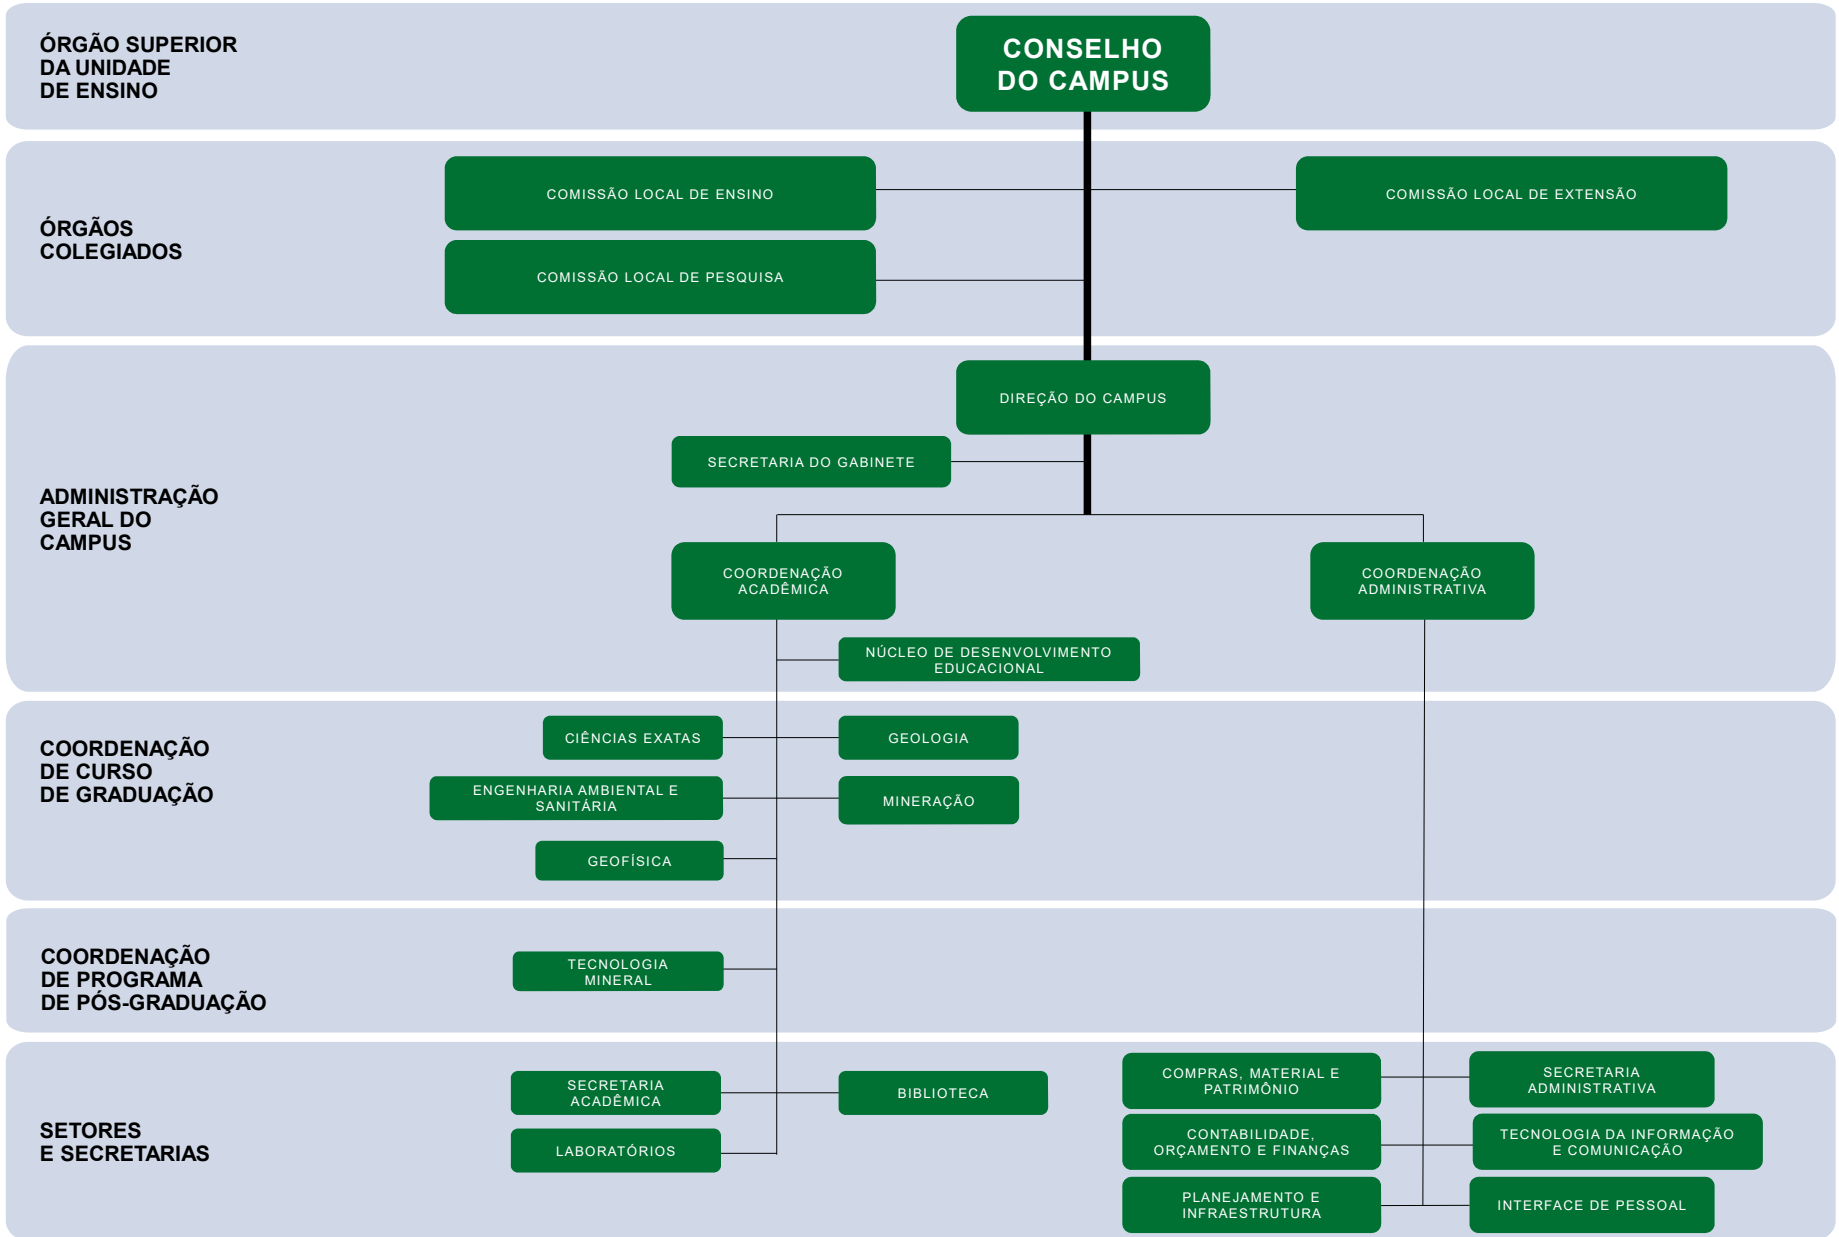 ÓRGÃO SUPERIOR
DA UNIDADE
DE ENSINO
CONSELHO
DO CAMPUS
ÓRGÃOS
COLEGIADOS
COMISSÃO LOCAL DE ENSINO
COMISSÃO LOCAL DE EXTENSÃO
COMISSÃO LOCAL DE PESQUISA
ADMINISTRAÇÃO
GERAL DO
CAMPUS
DIREÇÃO DO CAMPUS
SECRETARIA DO GABINETE
COORDENAÇÃO
ACADÊMICA
COORDENAÇÃO
ADMINISTRATIVA
NÚCLEO DE DESENVOLVIMENTO
EDUCACIONAL
COORDENAÇÃO
DE CURSO
DE GRADUAÇÃO
CIÊNCIAS EXATAS
GEOLOGIA
ENGENHARIA AMBIENTAL E
SANITÁRIA
MINERAÇÃO
GEOFÍSICA
COORDENAÇÃO
DE PROGRAMA
DE PÓS-GRADUAÇÃO
TECNOLOGIA
MINERAL
SETORES
E SECRETARIAS
SECRETARIA
ACADÊMICA
BIBLIOTECA
LABORATÓRIOS
COMPRAS, MATERIAL E
PATRIMÔNIO
SECRETARIA
ADMINISTRATIVA
CONTABILIDADE,
ORÇAMENTO E FINANÇAS
TECNOLOGIA DA INFORMAÇÃO
E COMUNICAÇÃO
PLANEJAMENTO E
INFRAESTRUTURA
INTERFACE DE PESSOAL